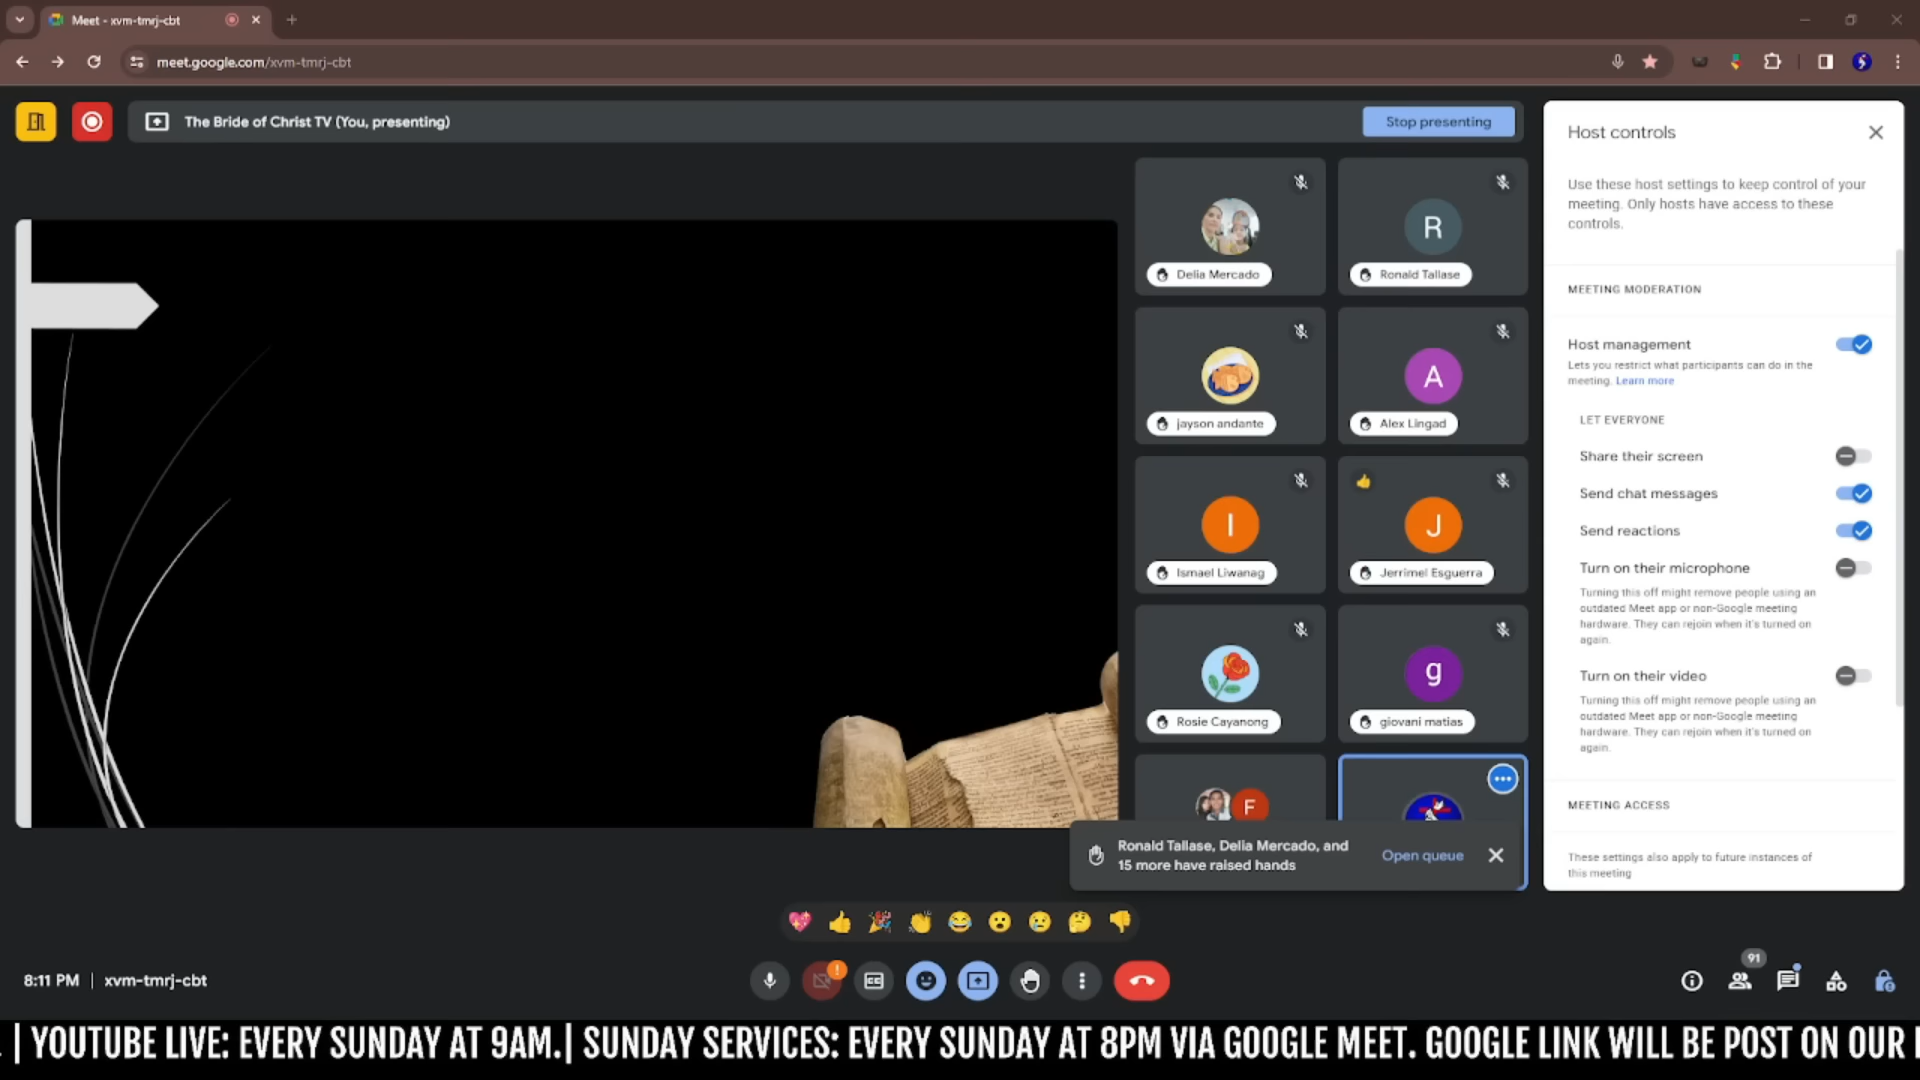 Meet - xvm-tmrj-cbt
meet.google.com/xvm-tmrj-cbt
The Bride of Christ TV (You, presenting)
Stop presenting
Delia Mercado
R
Ronald Tallase
jayson andante
A
Alex Lingad
I
Ismael Liwanag
J
Jerrimel Esguerra
Rosie Cayanong
g
giovani matias
F
Ronald Tallase, Delia Mercado, and
15 more have raised hands
Open queue
Host controls
Use these host settings to keep control of your
meeting. Only hosts have access to these
controls.
MEETING MODERATION
Host management
Lets you restrict what participants can do in the
meeting. Learn more
LET EVERYONE
Share their screen
Send chat messages
Send reactions
Turn on their microphone
Turning this off might remove people using an
outdated Meet app or non-Google meeting
hardware. They can rejoin when it's turned on
again.
Turn on their video
Turning this off might remove people using an
outdated Meet app or non-Google meeting
hardware. They can rejoin when it's turned on
again.
MEETING ACCESS
These settings also apply to future instances of
this meeting
8:11 PM | xvm-tmrj-cbt
91
. | YOUTUBE LIVE: EVERY SUNDAY AT 9AM.| SUNDAY SERVICES: EVERY SUNDAY AT 8PM VIA GOOGLE MEET. GOOGLE LINK WILL BE POST ON OUR